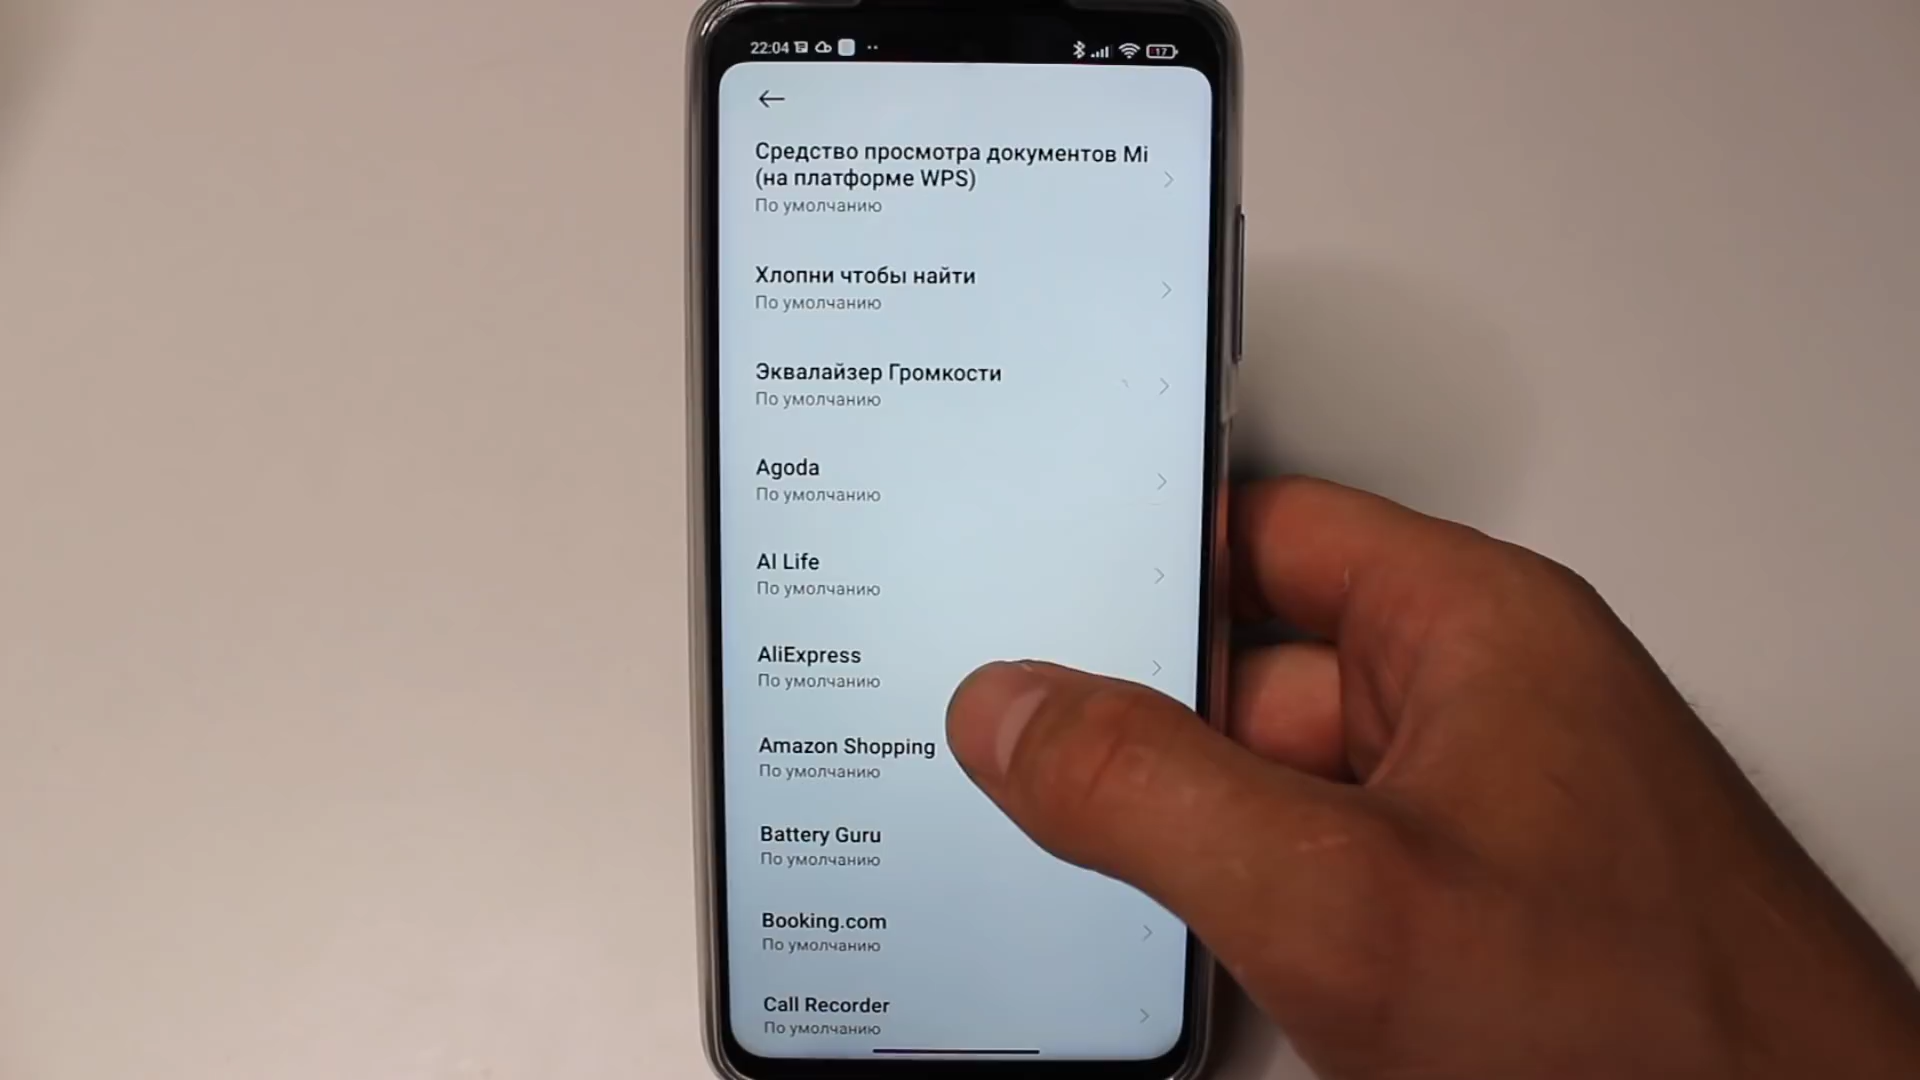 22:04
17
Средство просмотра документов Mi
(на платформе WPS)
По умолчанию
Хлопни чтобы найти
По умолчанию
Эквалайзер Громкости
По умолчанию
Agoda
По умолчанию
AI Life
По умолчанию
AliExpress
По умолчанию
Amazon Shopping
По умолчанию
Battery Guru
По умолчанию
Booking.com
По умолчанию
Call Recorder
По умолчанию